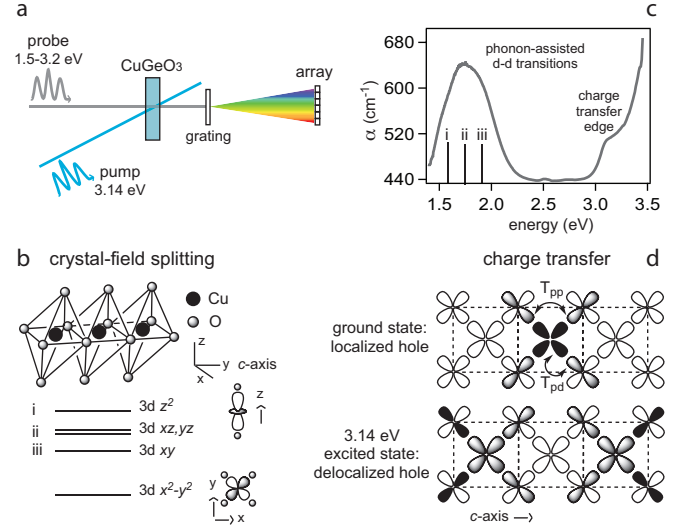 a
probe
1.5-3.2 eV
CuGeO3
array
grating
pump
3.14 eV
c
680
600
520
440
α (cm⁻¹)
phonon-assisted
d-d transitions
charge
transfer
edge
i ii iii
1.5 2.0 2.5 3.0 3.5
energy (eV)
b crystal-field splitting
Cu
O
z
y c-axis
x
i 3d z²
ii 3d xz,yz
iii 3d xy
3d x²-y²
z
y
x
charge transfer d
Tpp
ground state:
localized hole
Tpd
3.14 eV
excited state:
delocalized hole
c-axis